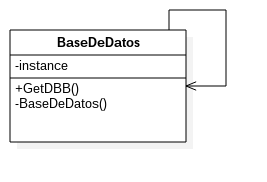 BaseDeDatos
-instance
+GetDBB()
-BaseDeDatos()